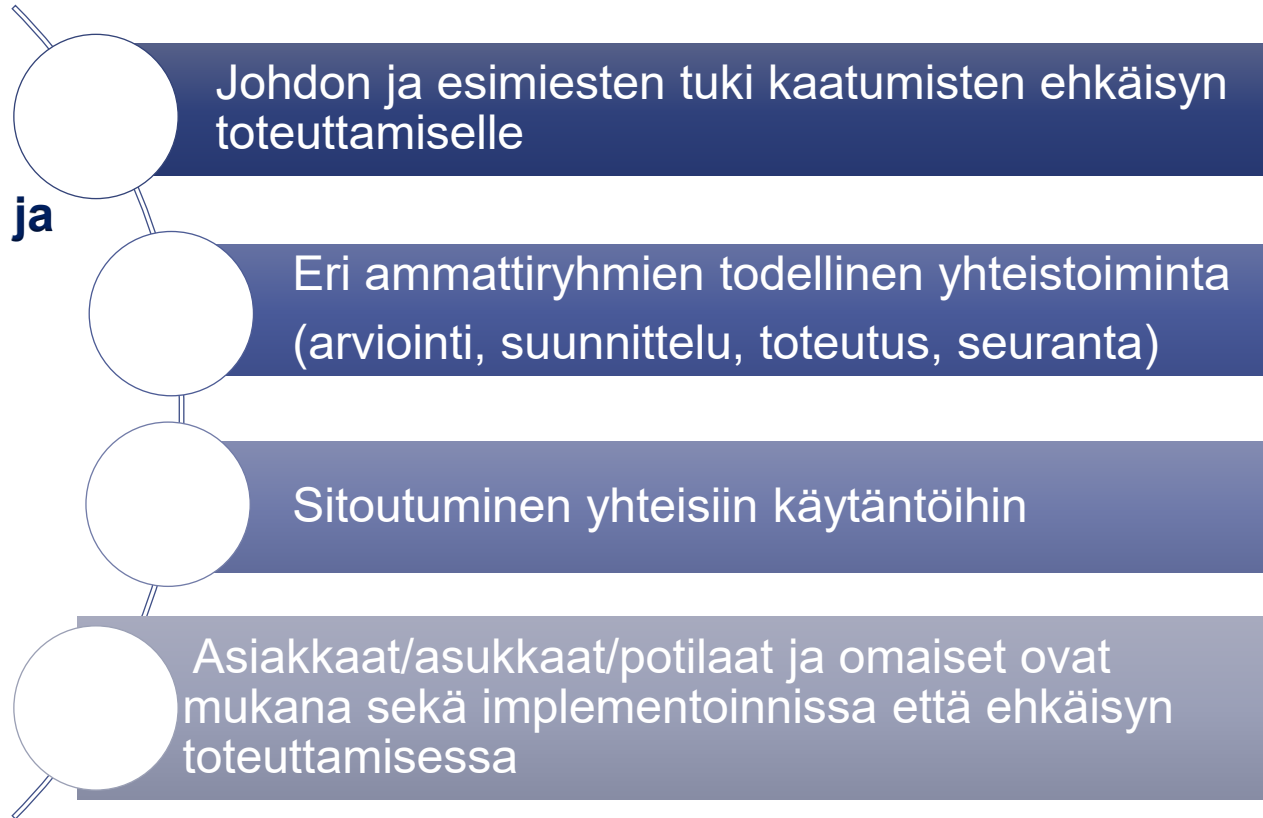 Johdon ja esimiesten tuki kaatumisten ehkäisyn
toteuttamiselle
ja
Eri ammattiryhmien todellinen yhteistoiminta
(arviointi, suunnittelu, toteutus, seuranta)
Sitoutuminen yhteisiin käytäntöihin
Asiakkaat/asukkaat/potilaat ja omaiset ovat
mukana sekä implementoinnissa että ehkäisyn
toteuttamisessa